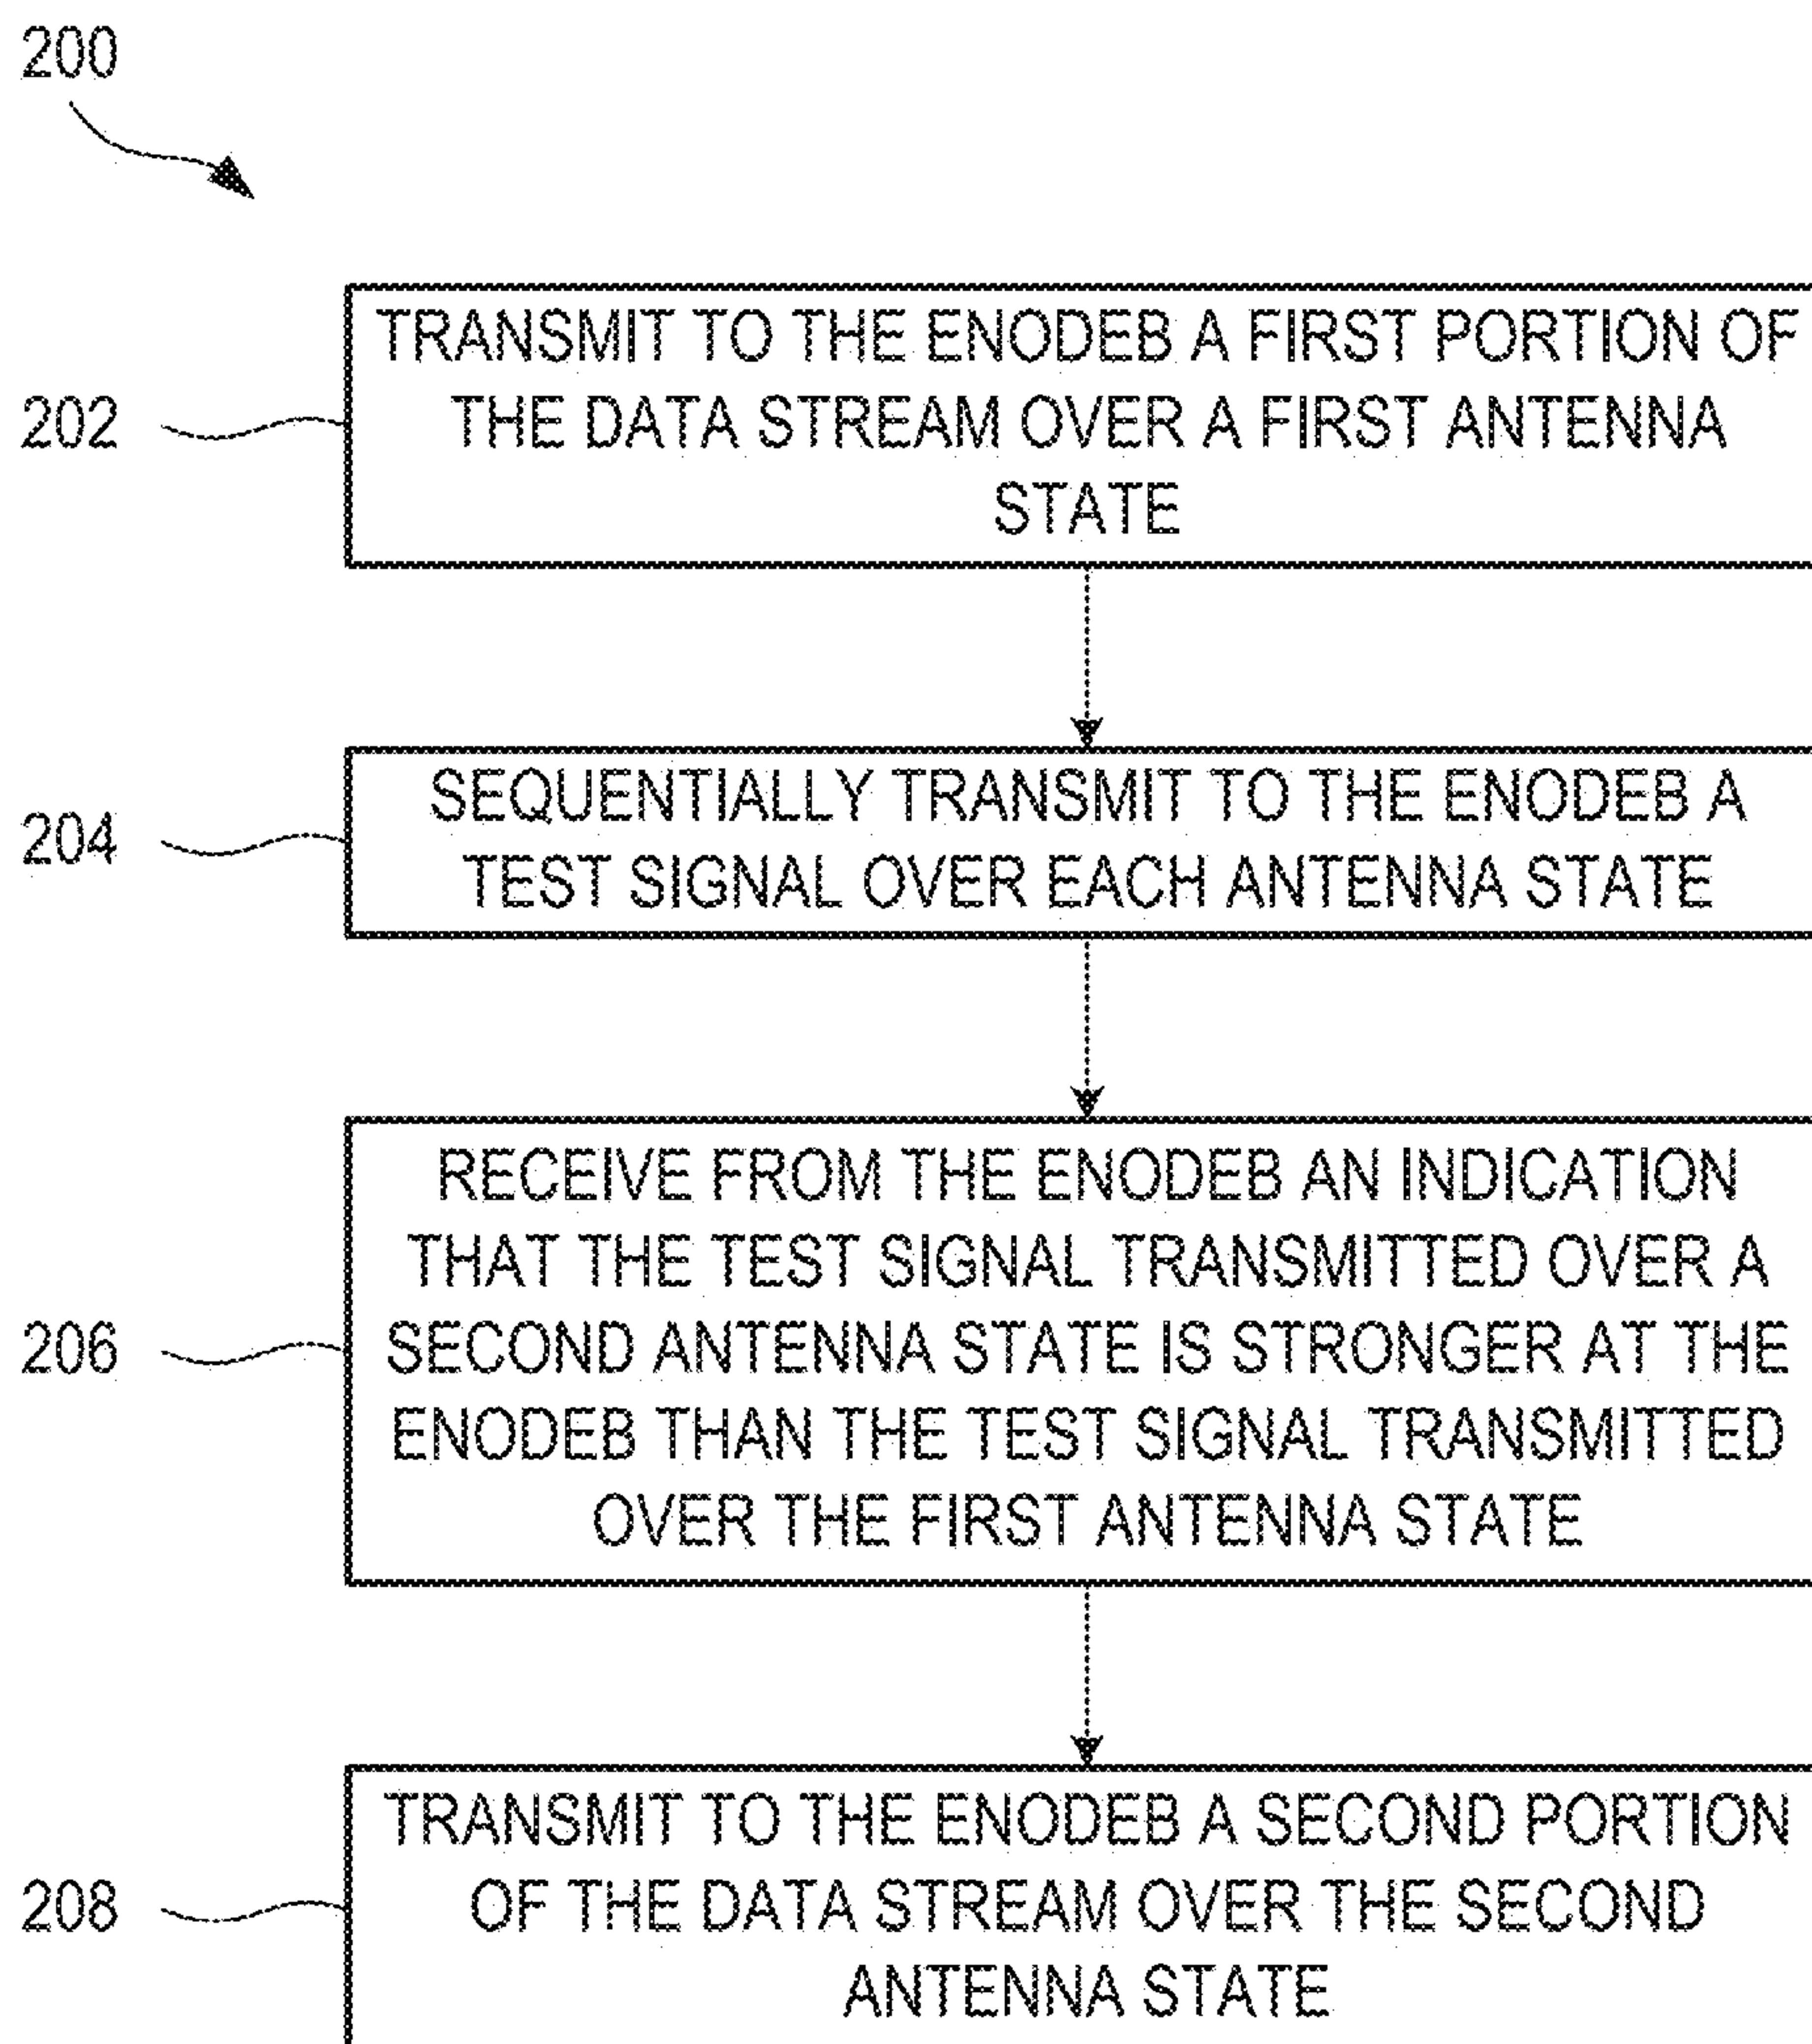 200
202
TRANSMIT TO THE ENODEB A FIRST PORTION OF
THE DATA STREAM OVER A FIRST ANTENNA
STATE
204
SEQUENTIALLY TRANSMIT TO THE ENODEB A
TEST SIGNAL OVER EACH ANTENNA STATE
206
RECEIVE FROM THE ENODEB AN INDICATION
THAT THE TEST SIGNAL TRANSMITTED OVER A
SECOND ANTENNA STATE IS STRONGER AT THE
ENODEB THAN THE TEST SIGNAL TRANSMITTED
OVER THE FIRST ANTENNA STATE
208
TRANSMIT TO THE ENODEB A SECOND PORTION
OF THE DATA STREAM OVER THE SECOND
ANTENNA STATE